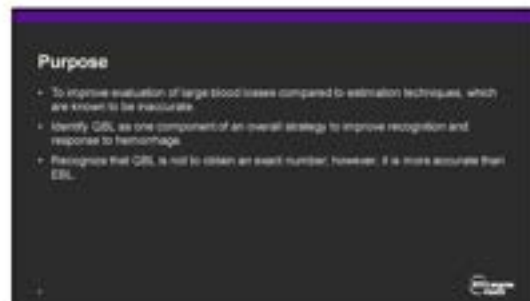 Purpose
• To improve evaluation of large blood losses compared to estimation techniques, which
are known to be inaccurate.
• Identify QBL as one component of an overall strategy to improve recognition and
response to hemorrhage.
• Recognize that QBL is not to obtain an exact number; however, it is more accurate than
EBL.